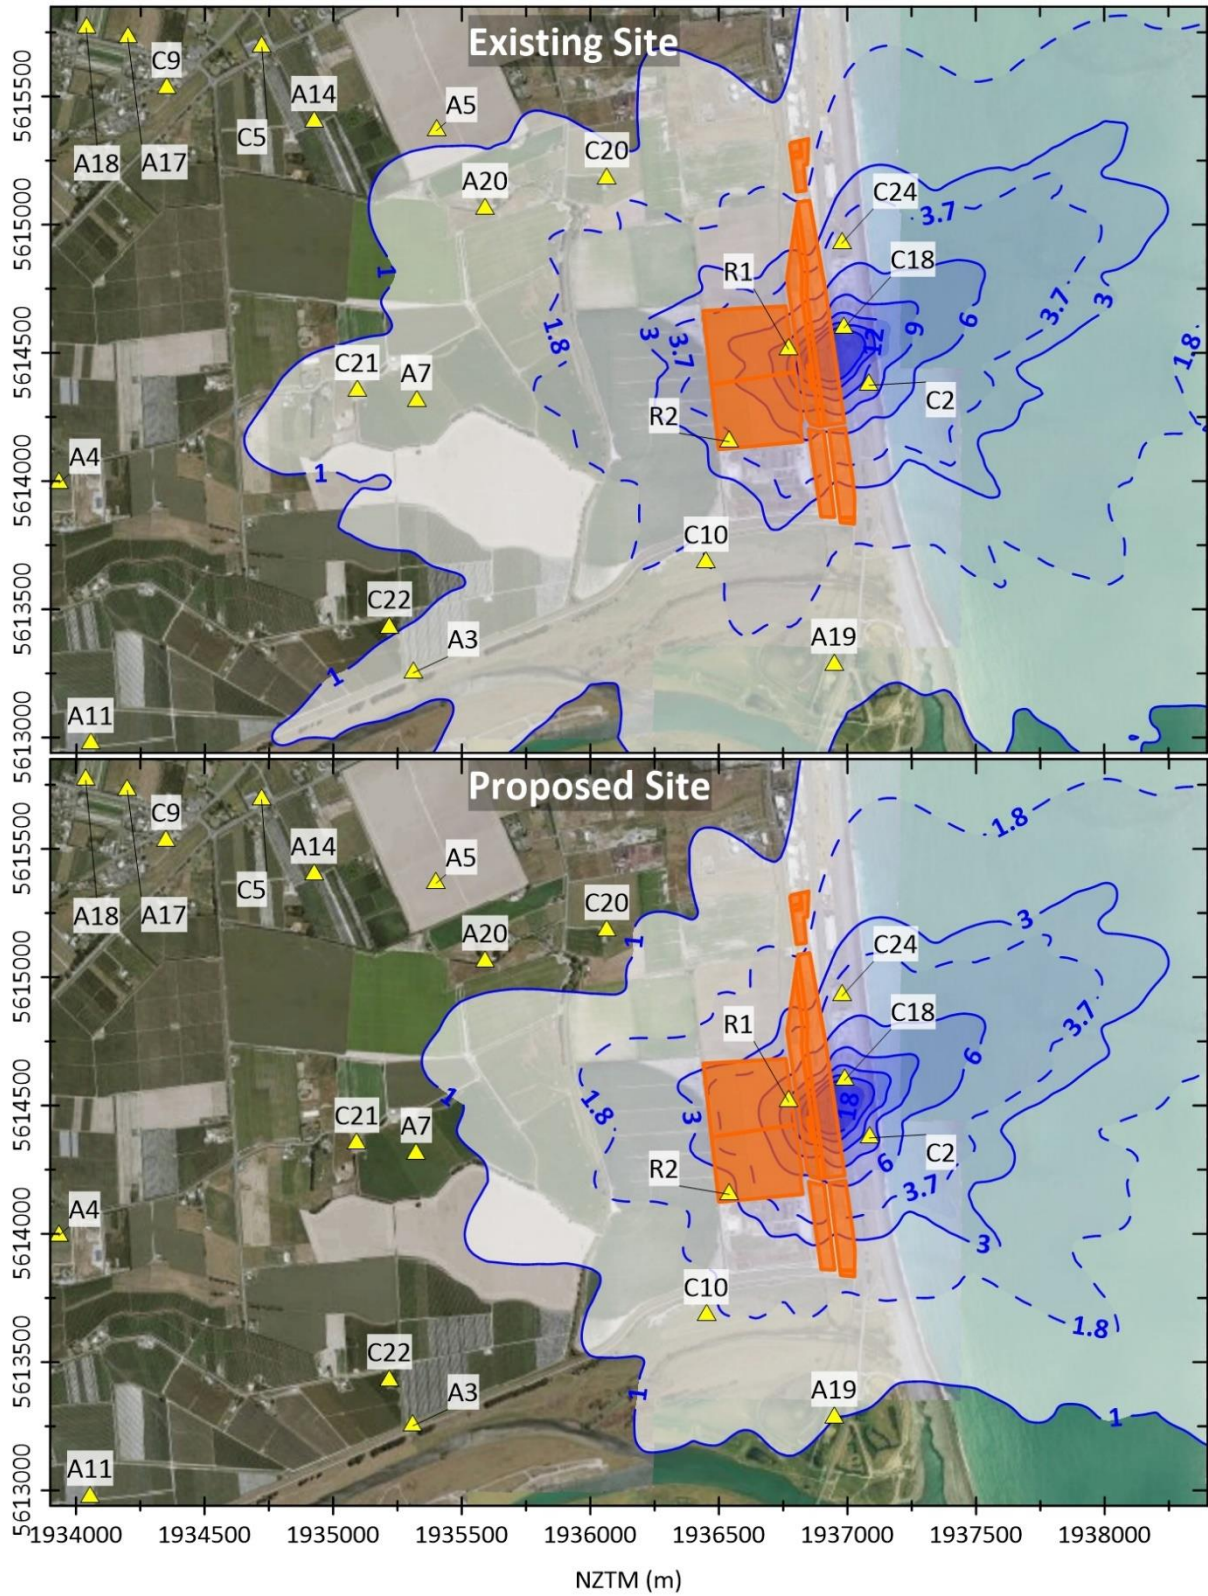 Existing Site
5615500
5615000
5614500
5614000
5613500
5613000
C9
A14
A5
A18
A17
C5
A20
C20
C24
C18
R1
C21
A7
R2
C2
A4
C10
C22
A3
A19
A11
1
1
1
1.8
3
3.7
3.7
3.7
3
1.8
6
9
12
Proposed Site
5615500
5615000
5614500
5614000
5613500
5613000
C9
A14
A5
A18
A17
C5
A20
C20
C24
C18
R1
C21
A7
R2
C2
A4
C10
C22
A3
A19
A11
1.8
1
3
3.7
6
18
1
1.8
3
6
3.7
3
1.8
1
1
1934000 1934500 1935000 1935500 1936000 1936500 1937000 1937500 1938000
NZTM (m)